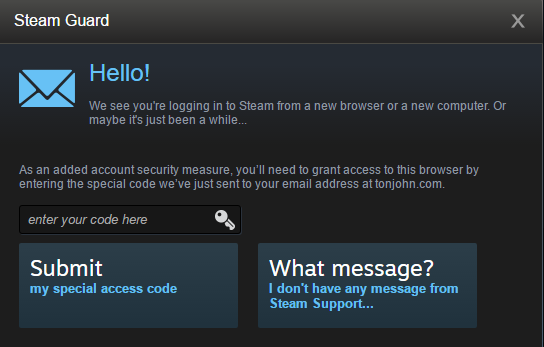 Steam Guard
X
Hello!
We see you're logging in to Steam from a new browser or a new computer. Or
maybe it's just been a while...
As an added account security measure, you'll need to grant access to this browser by
entering the special code we've just sent to your email address at tonjohn.com.
enter your code here
Submit
my special access code
What message?
I don't have any message from
Steam Support...